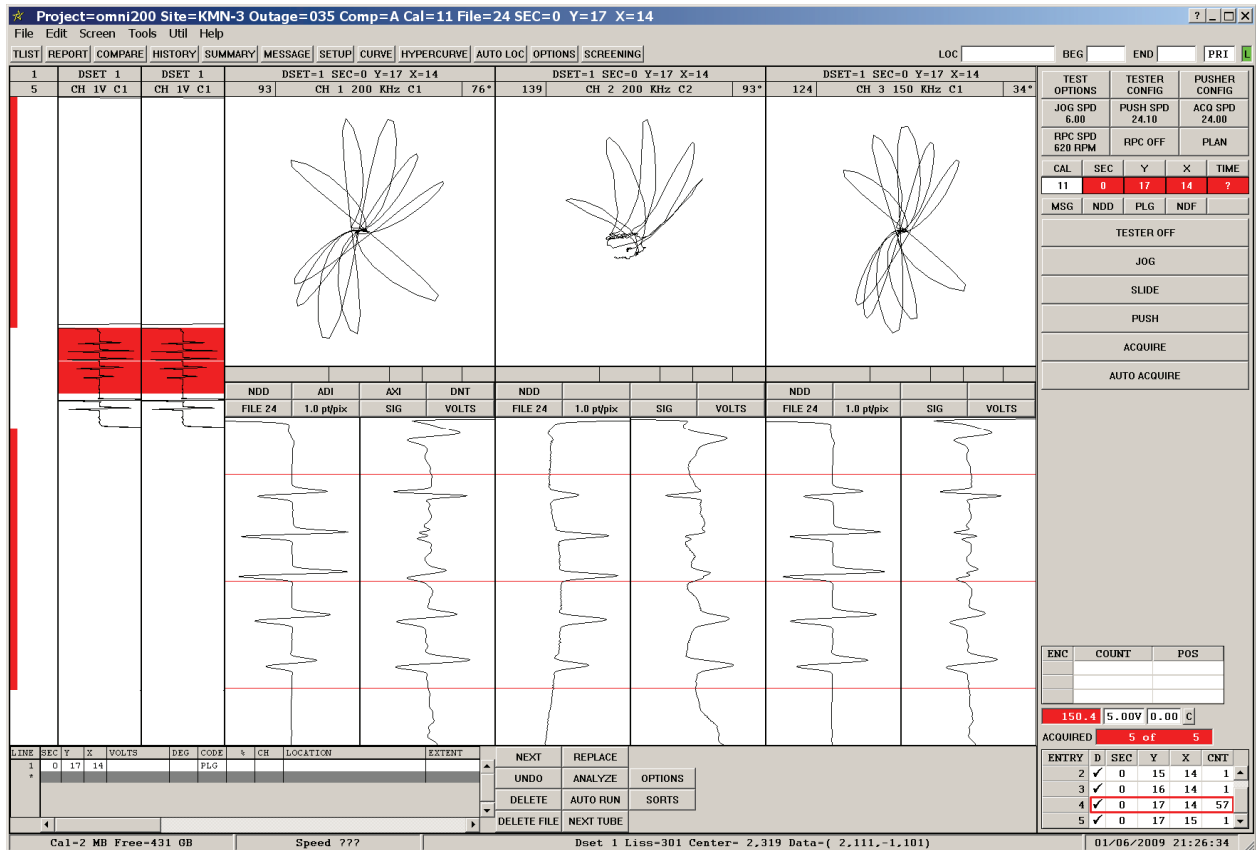 Project=omni200 Site=KMN-3 Outage=035 Comp=A Cal=11 File=24 SEC=0 Y=17 X=14 ? _ □ X
File Edit Screen Tools Util Help
TLIST REPORT COMPARE HISTORY SUMMARY MESSAGE SETUP CURVE HYPERCURVE AUTO LOC OPTIONS SCREENING LOC BEG END PRI L
1 DSET 1 DSET 1 DSET=1 SEC=0 Y=17 X=14 DSET=1 SEC=0 Y=17 X=14 DSET=1 SEC=0 Y=17 X=14
5 CH 1V C1 CH 1V C1 93 CH 1 200 KHz C1 76° 139 CH 2 200 KHz C2 93° 124 CH 3 150 KHz C1 34°
NDD ADI AXI DNT NDD NDD
FILE 24 1.0 pt/pix SIG VOLTS FILE 24 1.0 pt/pix SIG VOLTS FILE 24 1.0 pt/pix SIG VOLTS
TEST OPTIONS TESTER CONFIG PUSHER CONFIG
JOG SPD 6.00 PUSH SPD 24.10 ACQ SPD 24.00
RPC SPD 620 RPM RPC OFF PLAN
CAL SEC Y X TIME
11 0 17 14 ?
MSG NDD PLG NDF
TESTER OFF
JOG
SLIDE
PUSH
ACQUIRE
AUTO ACQUIRE
ENC COUNT POS
150.4 5.00V 0.00 C
ACQUIRED 5 of 5
ENTRY D SEC Y X CNT
2 ✓ 0 15 14 1
3 ✓ 0 16 14 1
4 ✓ 0 17 14 57
5 ✓ 0 17 15 1
LINE SEC Y X VOLTS DEG CODE % CH LOCATION EXTENT
1 0 17 14 PLG
*
NEXT REPLACE
UNDO ANALYZE OPTIONS
DELETE AUTO RUN SORTS
DELETE FILE NEXT TUBE
Cal=2 MB Free=431 GB Speed ??? Dset 1 Liss=301 Center= 2,319 Data=( 2,111,-1,101) 01/06/2009 21:26:34